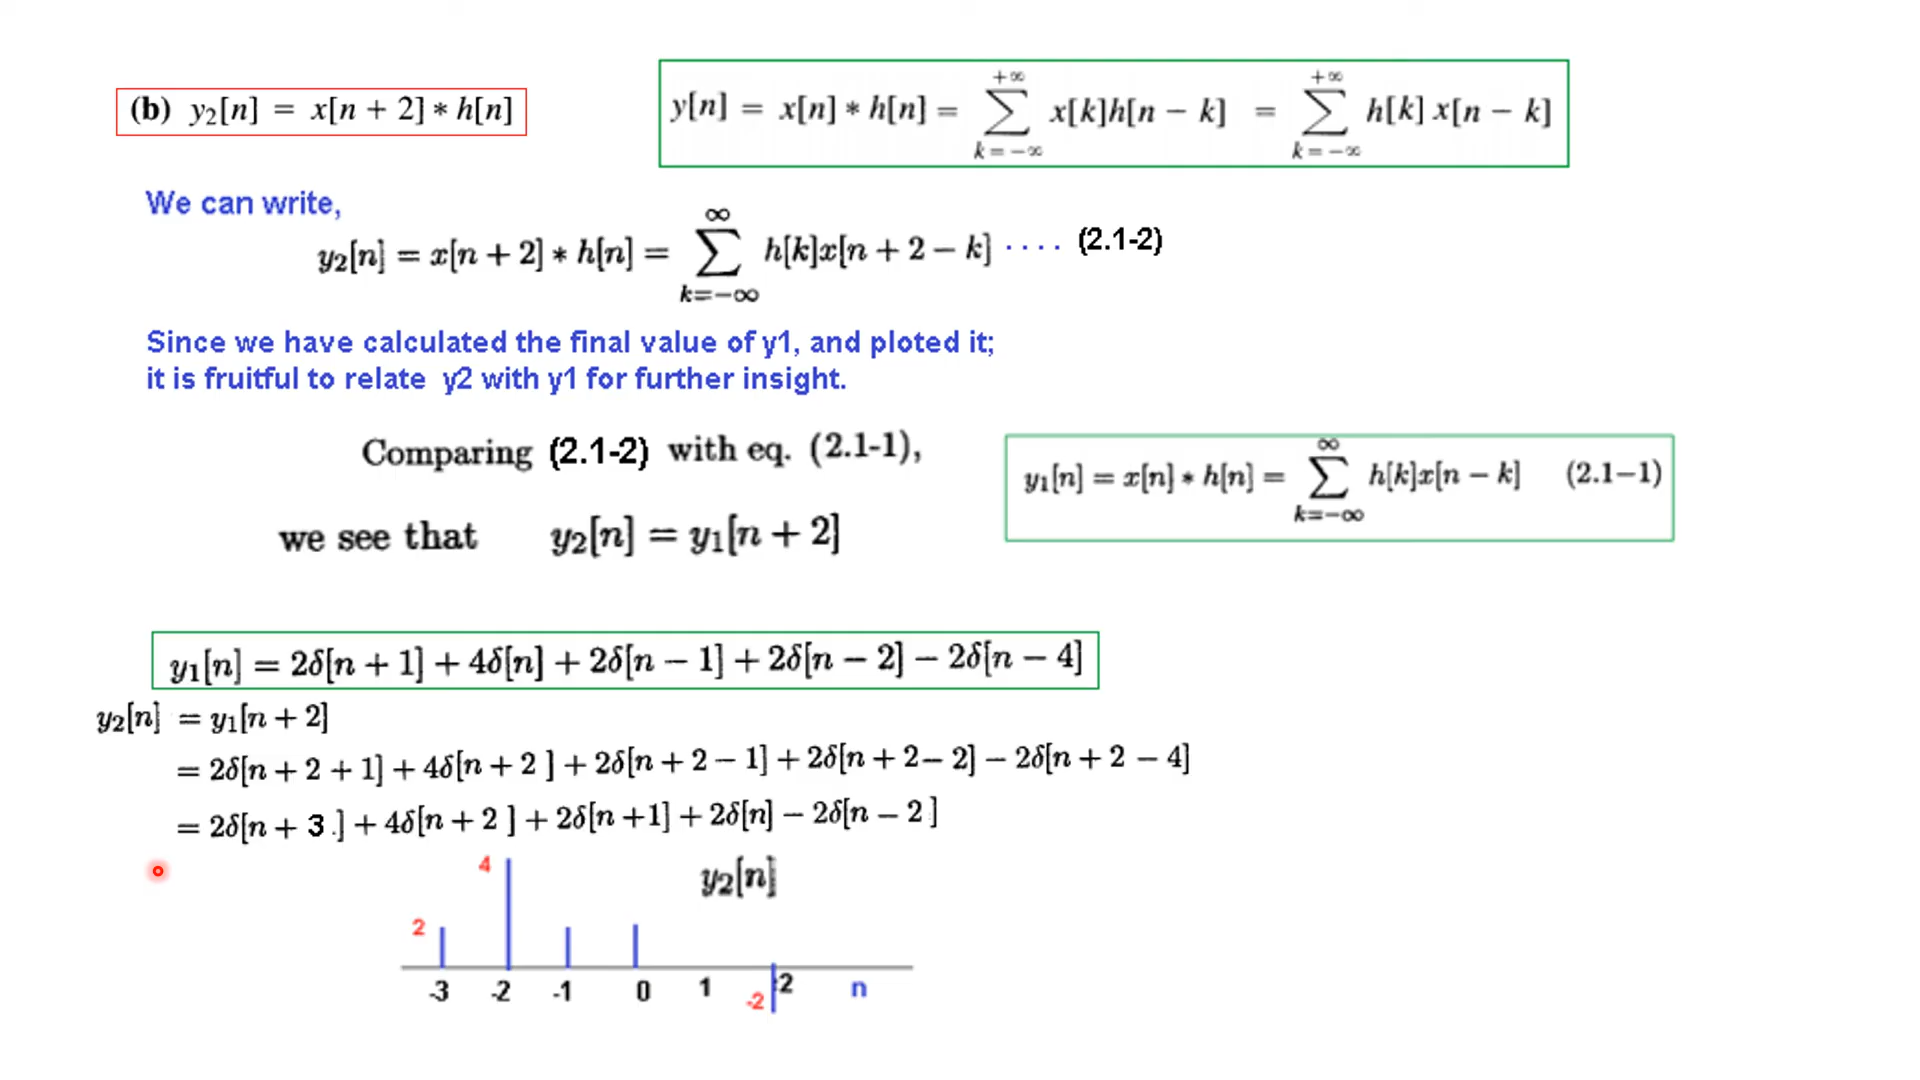 (b) y₂[n] = x[n + 2] * h[n]
y[n] = x[n] * h[n] = ∑_{k=−∞}^{+∞} x[k]h[n − k] = ∑_{k=−∞}^{+∞} h[k] x[n − k]
We can write,
y₂[n] = x[n + 2] * h[n] = ∑_{k=−∞}^{∞} h[k]x[n + 2 − k] .... (2.1-2)
Since we have calculated the final value of y1, and ploted it;
it is fruitful to relate y2 with y1 for further insight.
Comparing (2.1-2) with eq. (2.1-1),
y₁[n] = x[n] * h[n] = ∑_{k=−∞}^{∞} h[k]x[n − k] (2.1−1)
we see that y₂[n] = y₁[n + 2]
y₁[n] = 2δ[n + 1] + 4δ[n] + 2δ[n − 1] + 2δ[n − 2] − 2δ[n − 4]
y₂[n] = y₁[n + 2]
= 2δ[n + 2 + 1] + 4δ[n + 2 ] + 2δ[n + 2 − 1] + 2δ[n + 2 − 2] − 2δ[n + 2 − 4]
= 2δ[n + 3 .] + 4δ[n + 2 ] + 2δ[n +1] + 2δ[n] − 2δ[n − 2 ]
4
y₂[n]
2
-3 -2 -1 0 1 -2 2 n